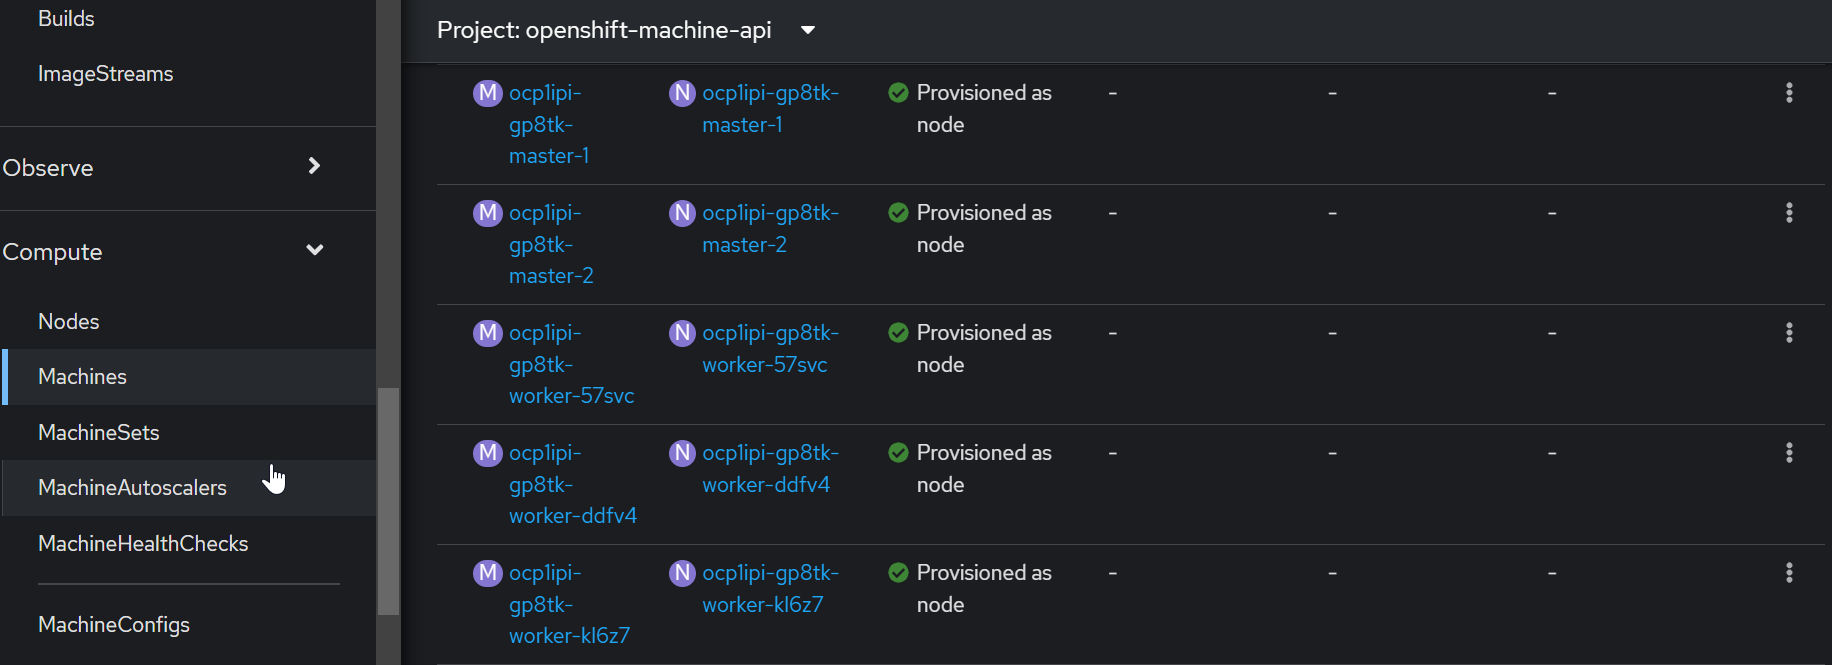 Builds
ImageStreams
Observe
Compute
Nodes
Machines
MachineSets
MachineAutoscalers
MachineHealthChecks
MachineConfigs
Project: openshift-machine-api
M ocp1ipi- N ocp1ipi-gp8tk- Provisioned as - - -
gp8tk- master-1 node
master-1
M ocp1ipi- N ocp1ipi-gp8tk- Provisioned as - - -
gp8tk- master-2 node
master-2
M ocp1ipi- N ocp1ipi-gp8tk- Provisioned as - - -
gp8tk- worker-57svc node
worker-57svc
M ocp1ipi- N ocp1ipi-gp8tk- Provisioned as - - -
gp8tk- worker-ddfv4 node
worker-ddfv4
M ocp1ipi- N ocp1ipi-gp8tk- Provisioned as - - -
gp8tk- worker-kl6z7 node
worker-kl6z7